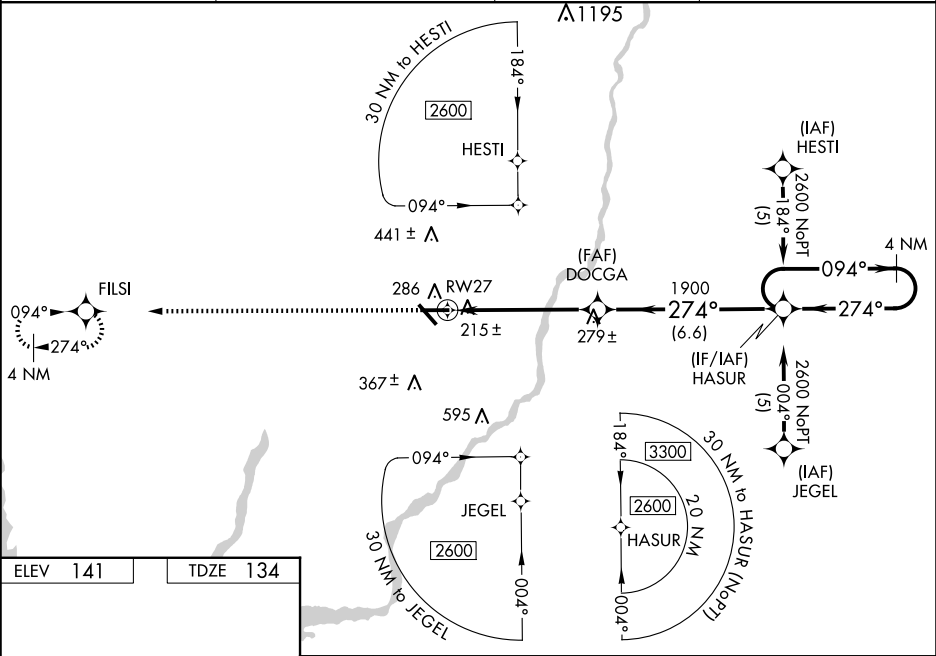 1195
30 NM to HESTI
184°
2600
HESTI
094°
441 ±
(IAF)
HESTI
2600 NoPT
184°
(5)
4 NM
094°
(FAF)
DOCGA
FILSI
094°
274°
4 NM
286
RW27
215 ±
279 ±
1900
274°
(6.6)
274°
(IF/IAF)
HASUR
367 ±
595
2600 NoPT
004°
(5)
(IAF)
JEGEL
094°
JEGEL
2600
30 NM to JEGEL
004°
184°
3300
30 NM to HASUR (NoPT)
2600
20 NM
HASUR
004°
ELEV 141
TDZE 134